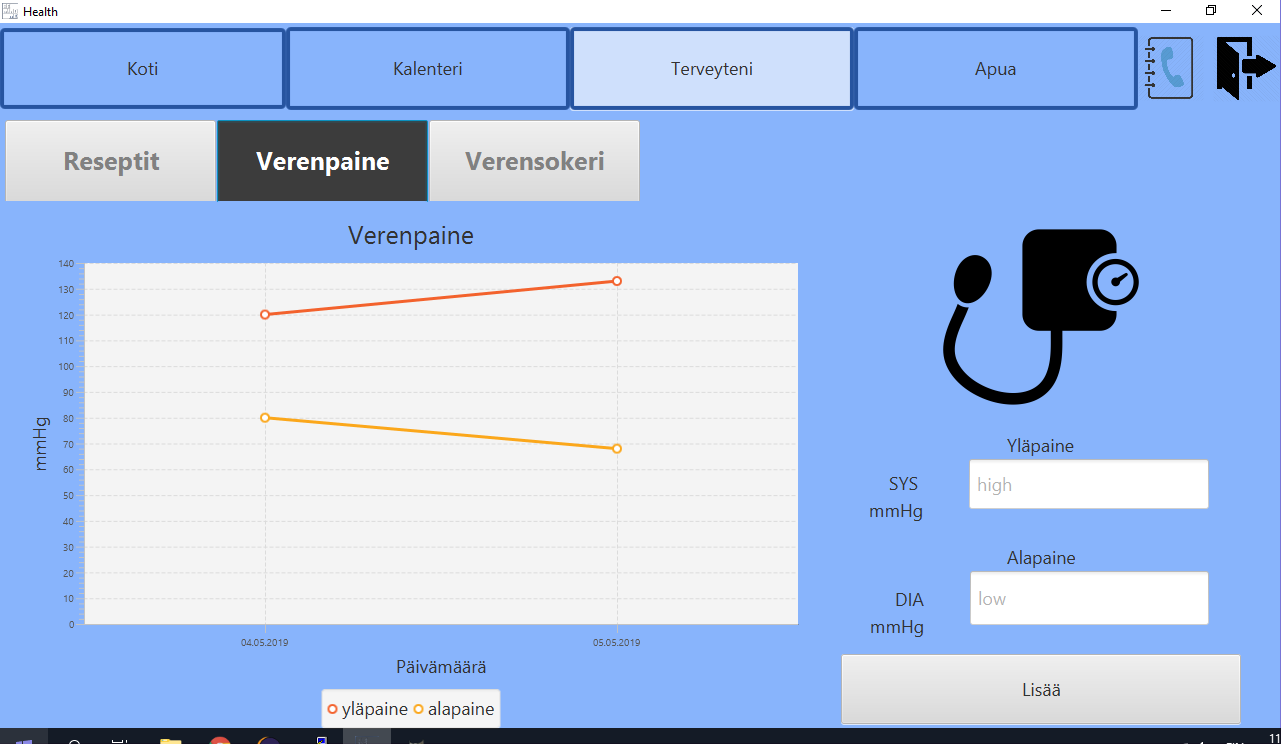 Health
Koti
Kalenteri
Terveyteni
Apua
Reseptit
Verenpaine
Verensokeri
Verenpaine
140
130
120
110
100
90
80
70
60
50
40
30
20
10
0
mmHg
04.05.2019
05.05.2019
Päivämäärä
yläpaine alapaine
Yläpaine
SYS
mmHg
high
Alapaine
DIA
mmHg
low
Lisää